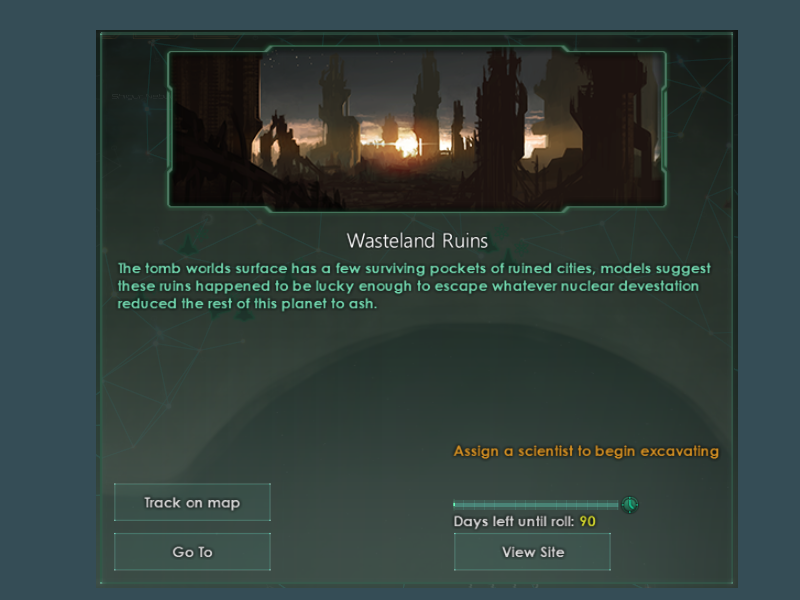 Wasteland Ruins
The tomb worlds surface has a few surviving pockets of ruined cities, models suggest
these ruins happened to be lucky enough to escape whatever nuclear devestation
reduced the rest of this planet to ash.
Assign a scientist to begin excavating
Track on map
Days left until roll: 90
Go To
View Site